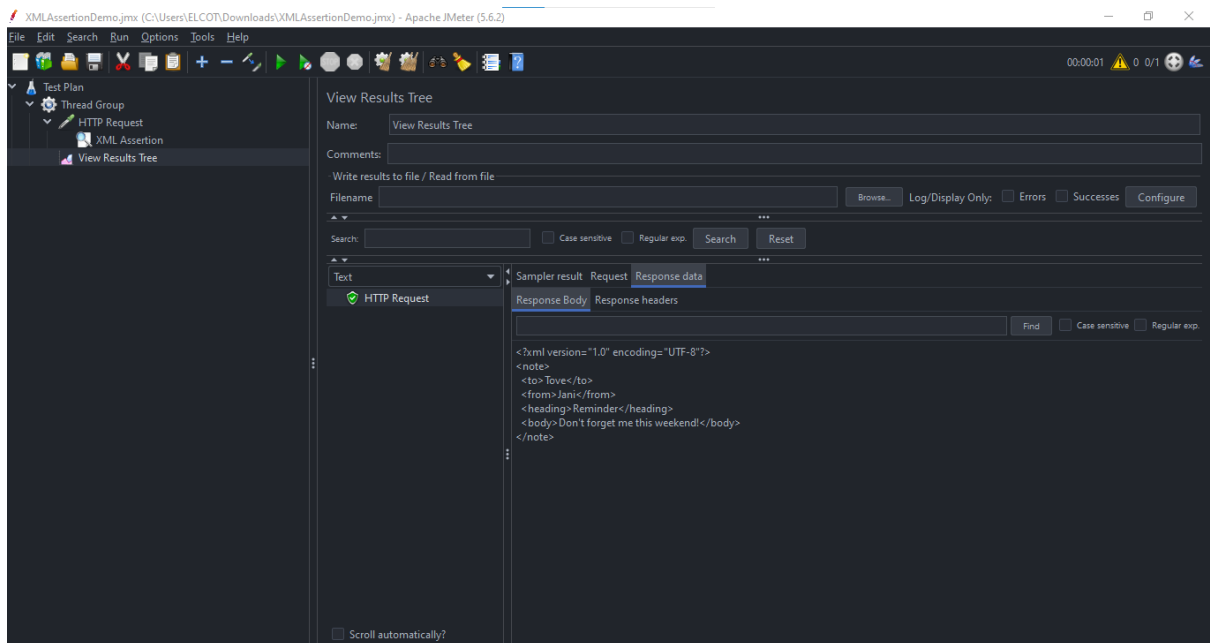 XMLAssertionDemo.jmx (C:\Users\ELCOT\Downloads\XMLAssertionDemo.jmx) - Apache JMeter (5.6.2)
File Edit Search Run Options Tools Help
00:00:01 0 0/1
Test Plan
Thread Group
HTTP Request
XML Assertion
View Results Tree
View Results Tree
Name: View Results Tree
Comments:
Write results to file / Read from file
Filename Browse... Log/Display Only: Errors Successes Configure
Search: Case sensitive Regular exp. Search Reset
Text
HTTP Request
Sampler result Request Response data
Response Body Response headers
Find Case sensitive Regular exp.
<?xml version="1.0" encoding="UTF-8"?>
<note>
<to>Tove</to>
<from>Jani</from>
<heading>Reminder</heading>
<body>Don't forget me this weekend!</body>
</note>
Scroll automatically?